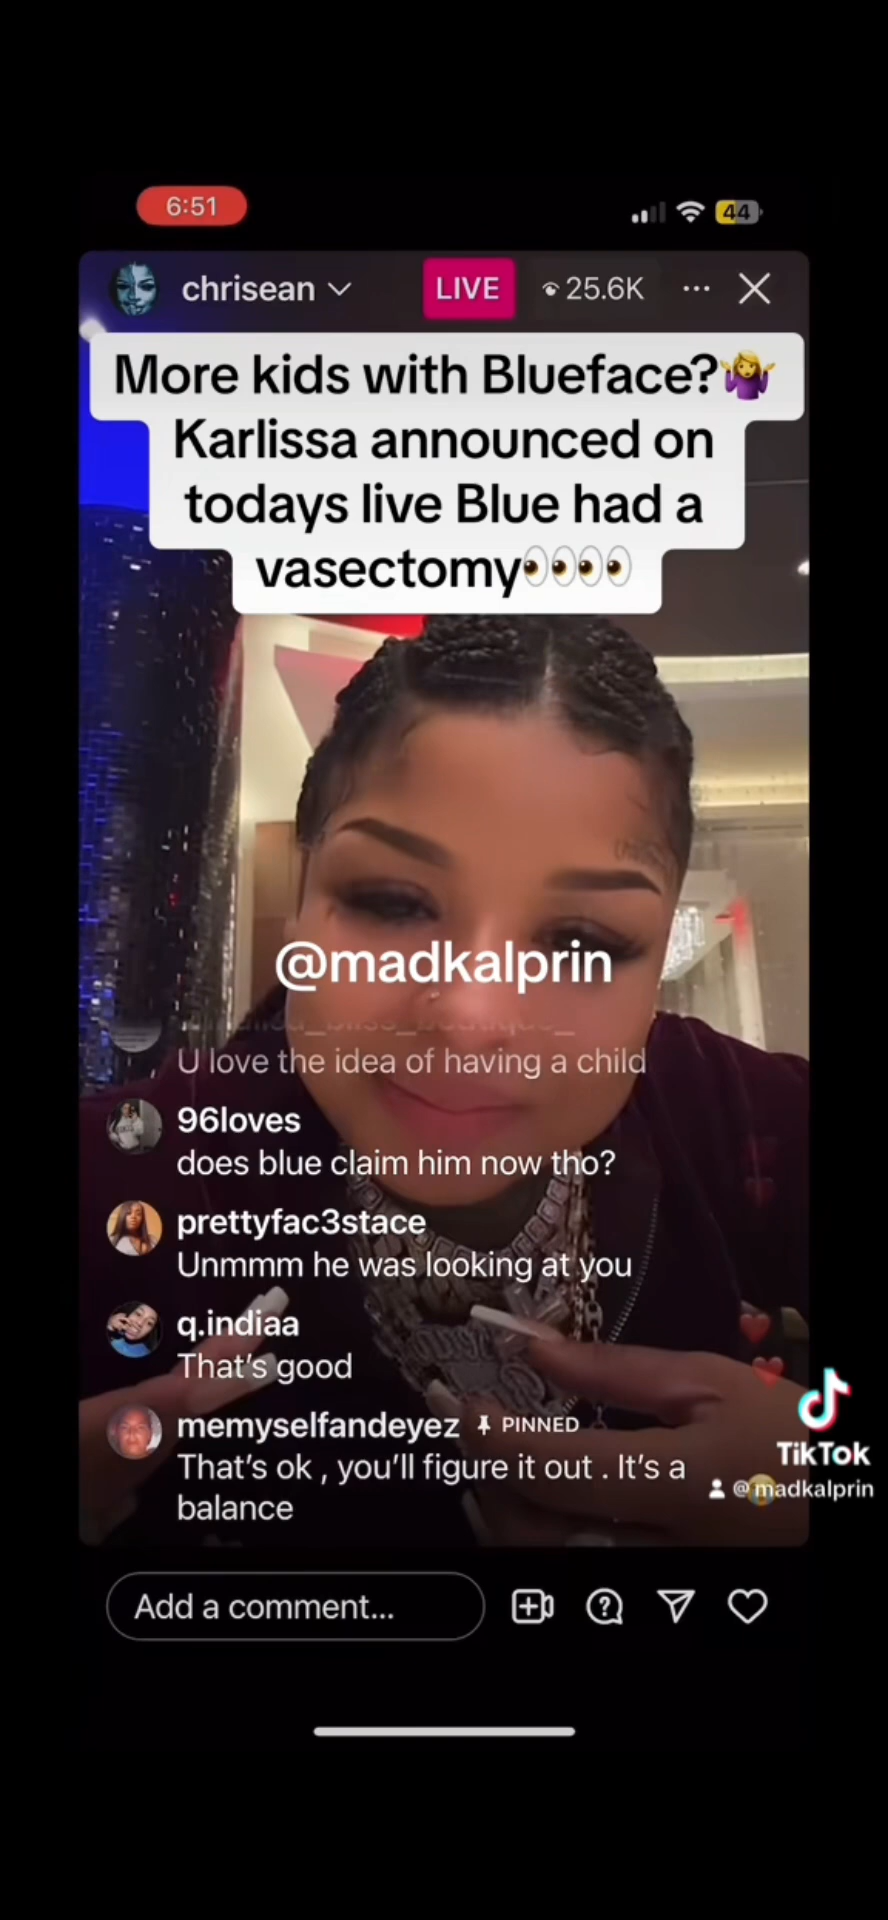 6:51
44
chrisean
LIVE
25.6K
More kids with Blueface?🤷‍♀️
Karlissa announced on
todays live Blue had a
vasectomy👀👀
@madkalprin
U love the idea of having a child
96loves
does blue claim him now tho?
prettyfac3stace
Unmmm he was looking at you
q.indiaa
That's good
memyselfandeyez PINNED
That's ok , you'll figure it out . It's a
balance
TikTok
@madkalprin
Add a comment...